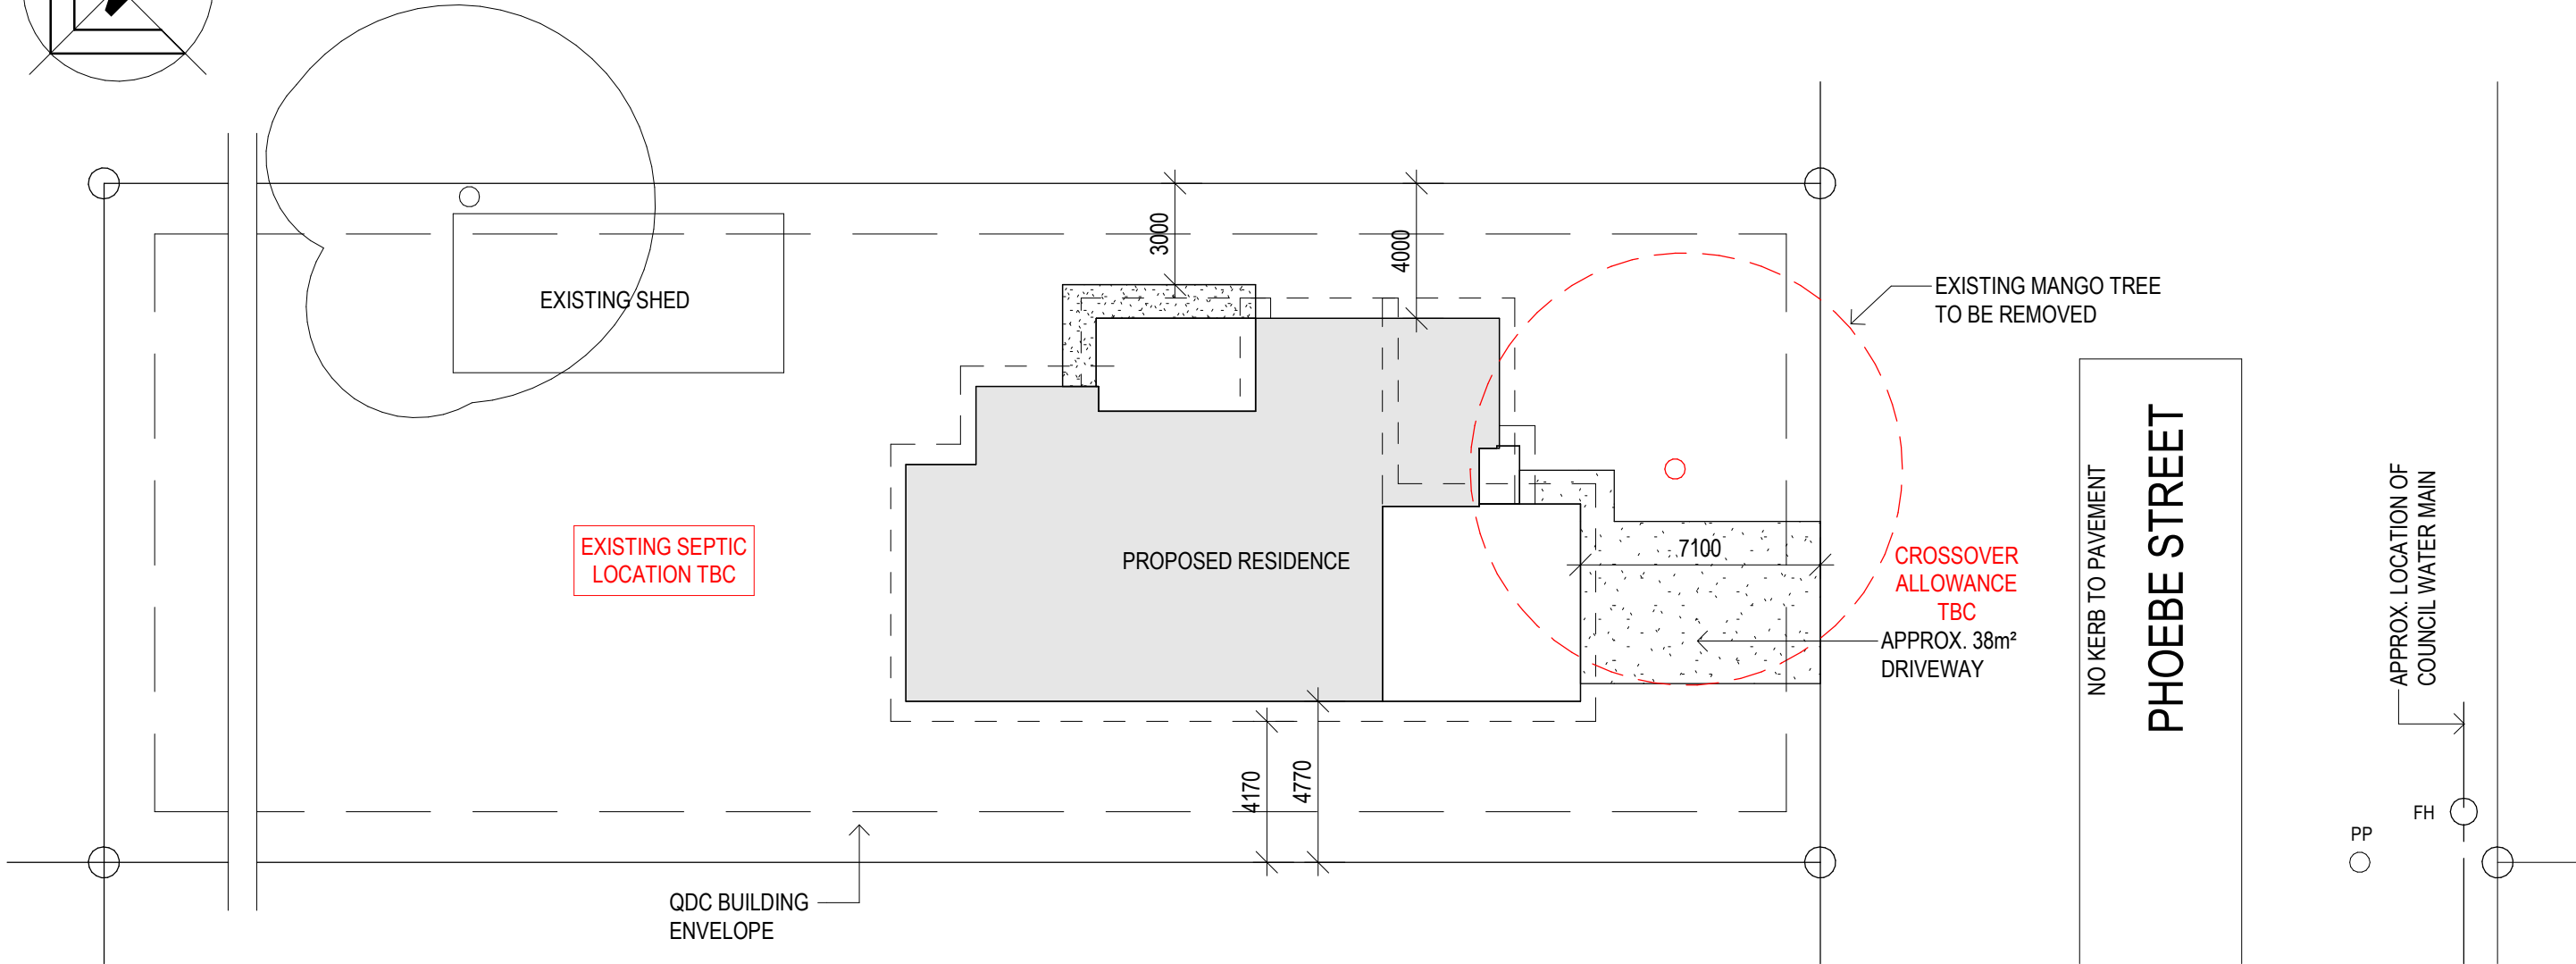 3000
4000
EXISTING SHED
EXISTING MANGO TREE
TO BE REMOVED
NO KERB TO PAVEMENT
PHOEBE STREET
APPROX. LOCATION OF
COUNCIL WATER MAIN
EXISTING SEPTIC
LOCATION TBC
PROPOSED RESIDENCE
7100
CROSSOVER
ALLOWANCE
TBC
APPROX. 38m²
DRIVEWAY
4170
4770
FH
PP
QDC BUILDING
ENVELOPE